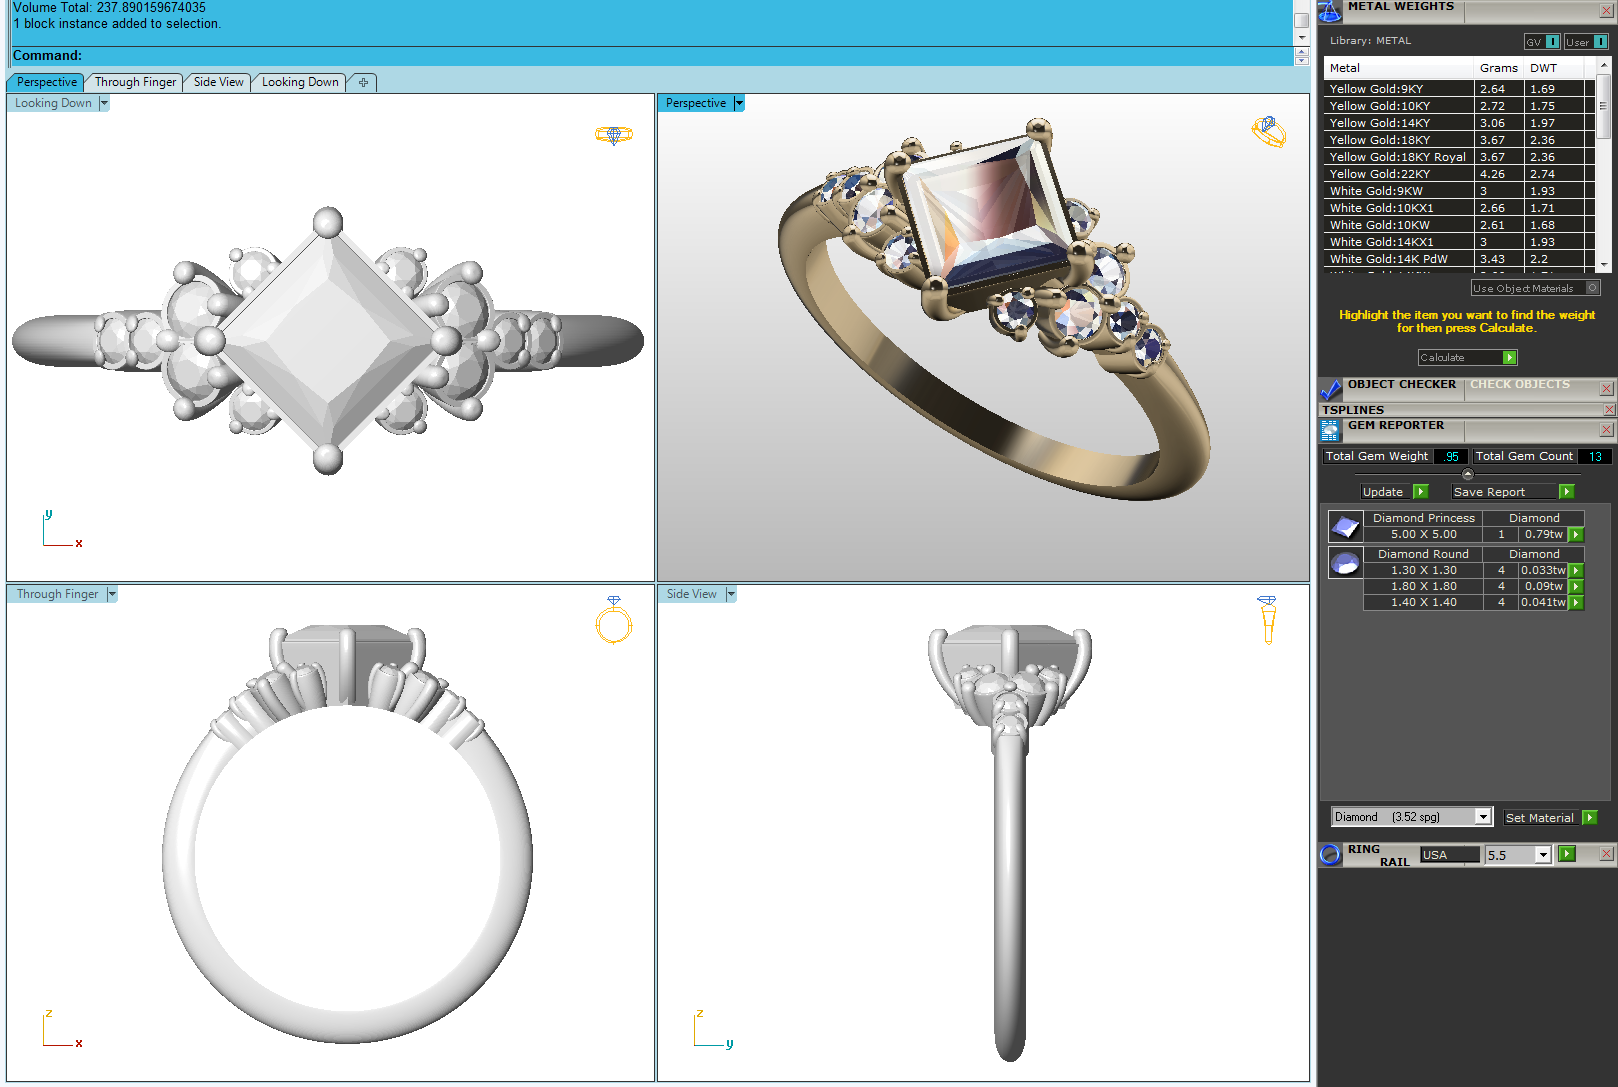 Volume Total: 237.890159674035
1 block instance added to selection.
Command:
Perspective Through Finger Side View Looking Down
Looking Down
Perspective
y
x
Through Finger
Side View
z
x
z
y
METAL WEIGHTS
Library: METAL GV I User I
Metal Grams DWT
Yellow Gold:9KY 2.64 1.69
Yellow Gold:10KY 2.72 1.75
Yellow Gold:14KY 3.06 1.97
Yellow Gold:18KY 3.67 2.36
Yellow Gold:18KY Royal 3.67 2.36
Yellow Gold:22KY 4.26 2.74
White Gold:9KW 3 1.93
White Gold:10KX1 2.66 1.71
White Gold:10KW 2.61 1.68
White Gold:14KX1 3 1.93
White Gold:14K PdW 3.43 2.2
Use Object Materials O
Highlight the item you want to find the weight
for then press Calculate.
Calculate
OBJECT CHECKER CHECK OBJECTS
TSPLINES
GEM REPORTER
Total Gem Weight .95 Total Gem Count 13
Update Save Report
Diamond Princess Diamond
5.00 X 5.00 1 0.79tw
Diamond Round Diamond
1.30 X 1.30 4 0.033tw
1.80 X 1.80 4 0.09tw
1.40 X 1.40 4 0.041tw
Diamond (3.52 spg) Set Material
RING
RAIL USA 5.5